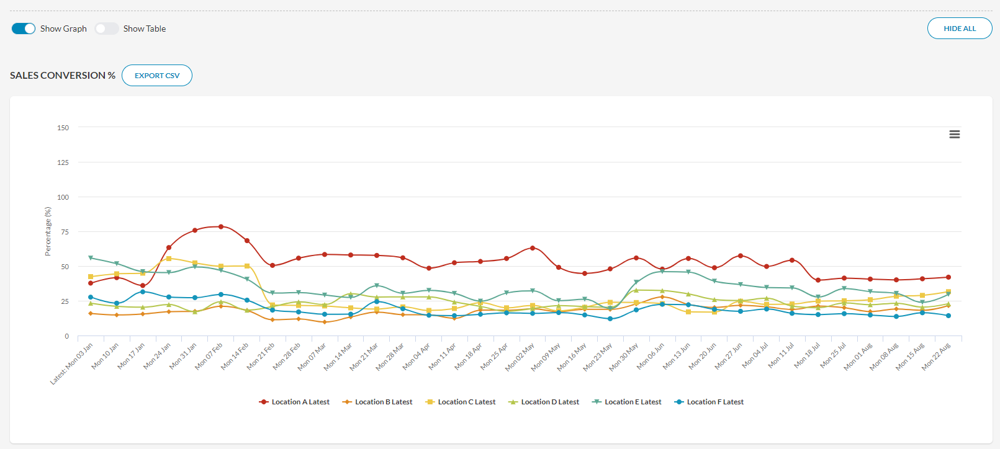 Show Graph Show Table HIDE ALL
SALES CONVERSION % EXPORT CSV
150
125
100
75
50
25
0
Percentage (%)
Latest: Mon 03 Jan
Mon 10 Jan
Mon 17 Jan
Mon 24 Jan
Mon 31 Jan
Mon 07 Feb
Mon 14 Feb
Mon 21 Feb
Mon 28 Feb
Mon 07 Mar
Mon 14 Mar
Mon 21 Mar
Mon 28 Mar
Mon 04 Apr
Mon 11 Apr
Mon 18 Apr
Mon 25 Apr
Mon 02 May
Mon 09 May
Mon 16 May
Mon 23 May
Mon 30 May
Mon 06 Jun
Mon 13 Jun
Mon 20 Jun
Mon 27 Jun
Mon 04 Jul
Mon 11 Jul
Mon 18 Jul
Mon 25 Jul
Mon 01 Aug
Mon 08 Aug
Mon 15 Aug
Mon 22 Aug
Location A Latest Location B Latest Location C Latest Location D Latest Location E Latest Location F Latest